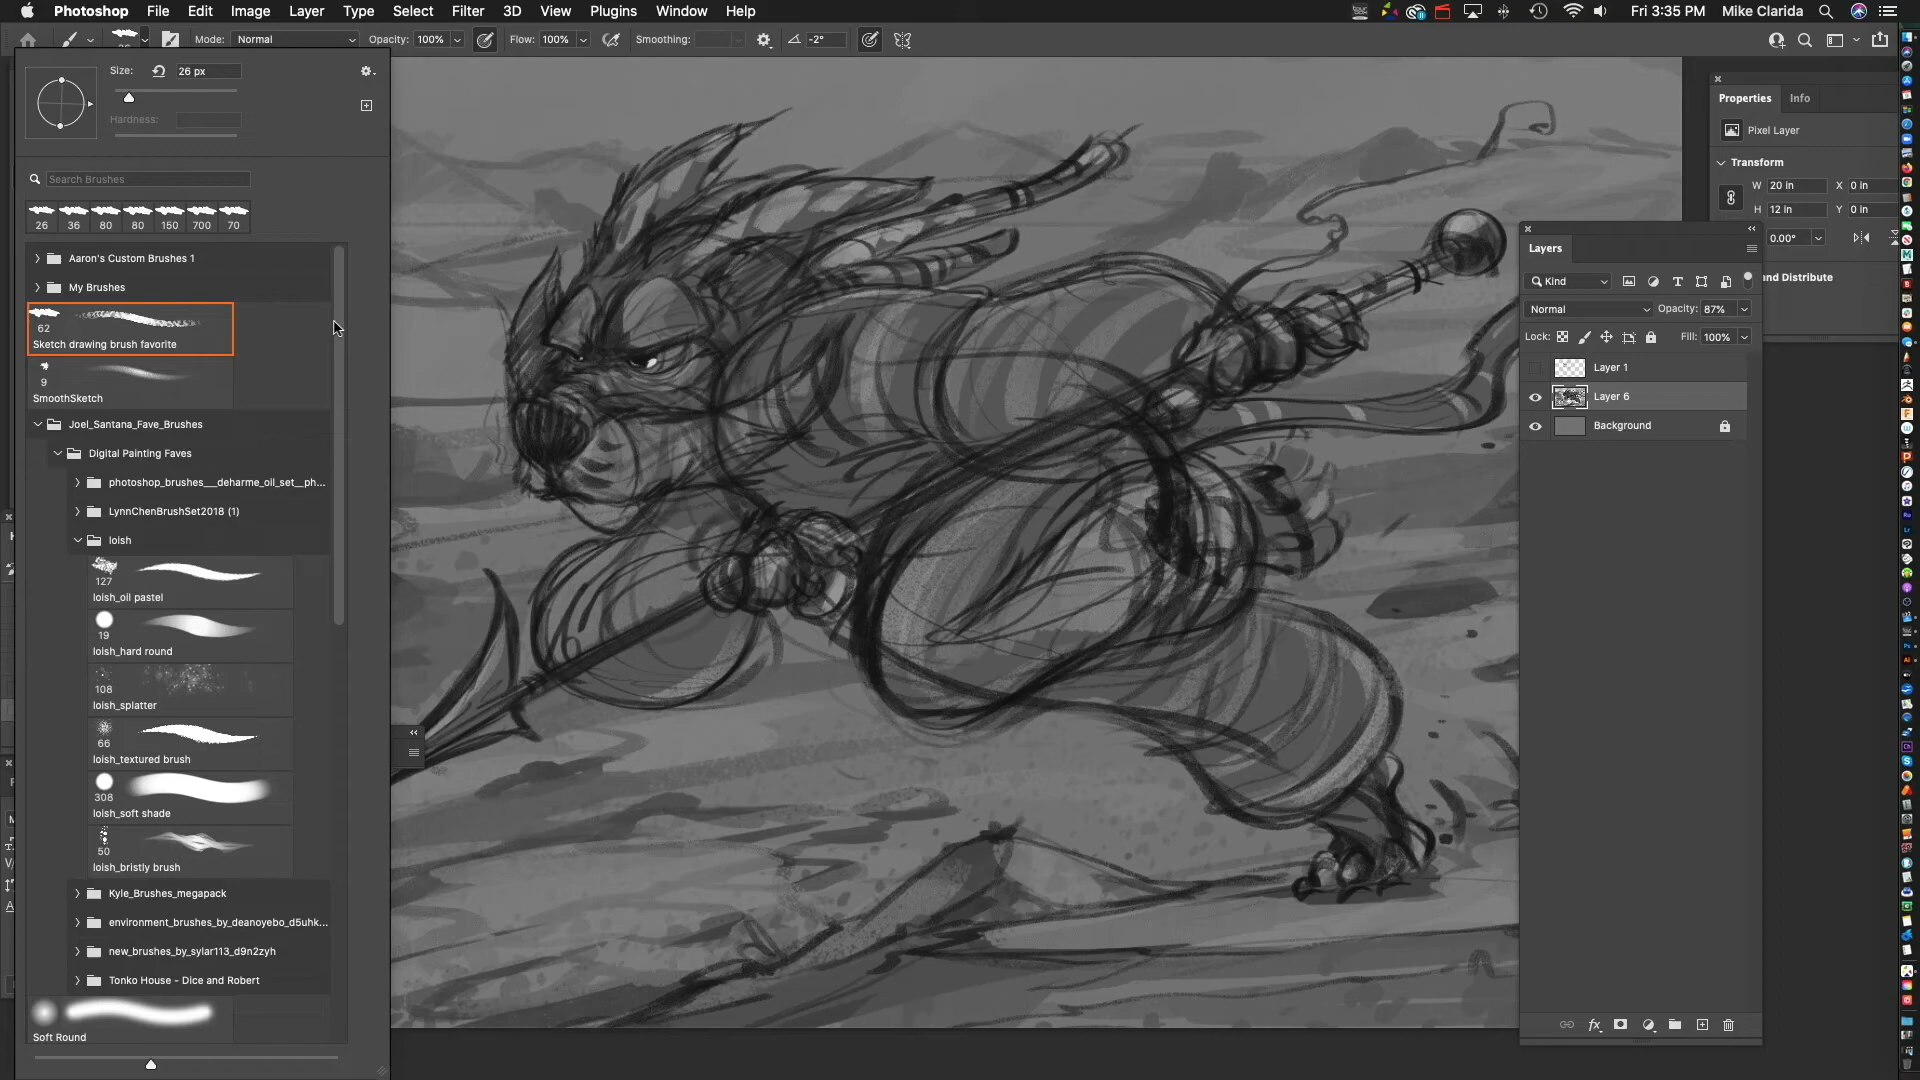 Photoshop File Edit Image Layer Type Select Filter 3D View Plugins Window Help Fri 3:35 PM Mike Clarida
Mode: Normal Opacity: 100% Flow: 100% Smoothing: -2°
Size: 26 px
Hardness:
Search Brushes
26 36 80 80 150 700 70
Aaron's Custom Brushes 1
My Brushes
62
Sketch drawing brush favorite
9
SmoothSketch
Joel_Santana_Fave_Brushes
Digital Painting Faves
photoshop_brushes___deharme_oil_set__ph...
LynnChenBrushSet2018 (1)
loish
127
loish_oil pastel
19
loish_hard round
108
loish_splatter
66
loish_textured brush
308
loish_soft shade
50
loish_bristly brush
Kyle_Brushes_megapack
environment_brushes_by_deanoyebo_d5uhk...
new_brushes_by_sylar113_d9n2zyh
Tonko House - Dice and Robert
Soft Round
Properties Info
Pixel Layer
Transform
W 20 in X 0 in
H 12 in Y 0 in
0.00°
nd Distribute
Layers
Kind
Normal Opacity: 87%
Lock: Fill: 100%
Layer 1
Layer 6
Background